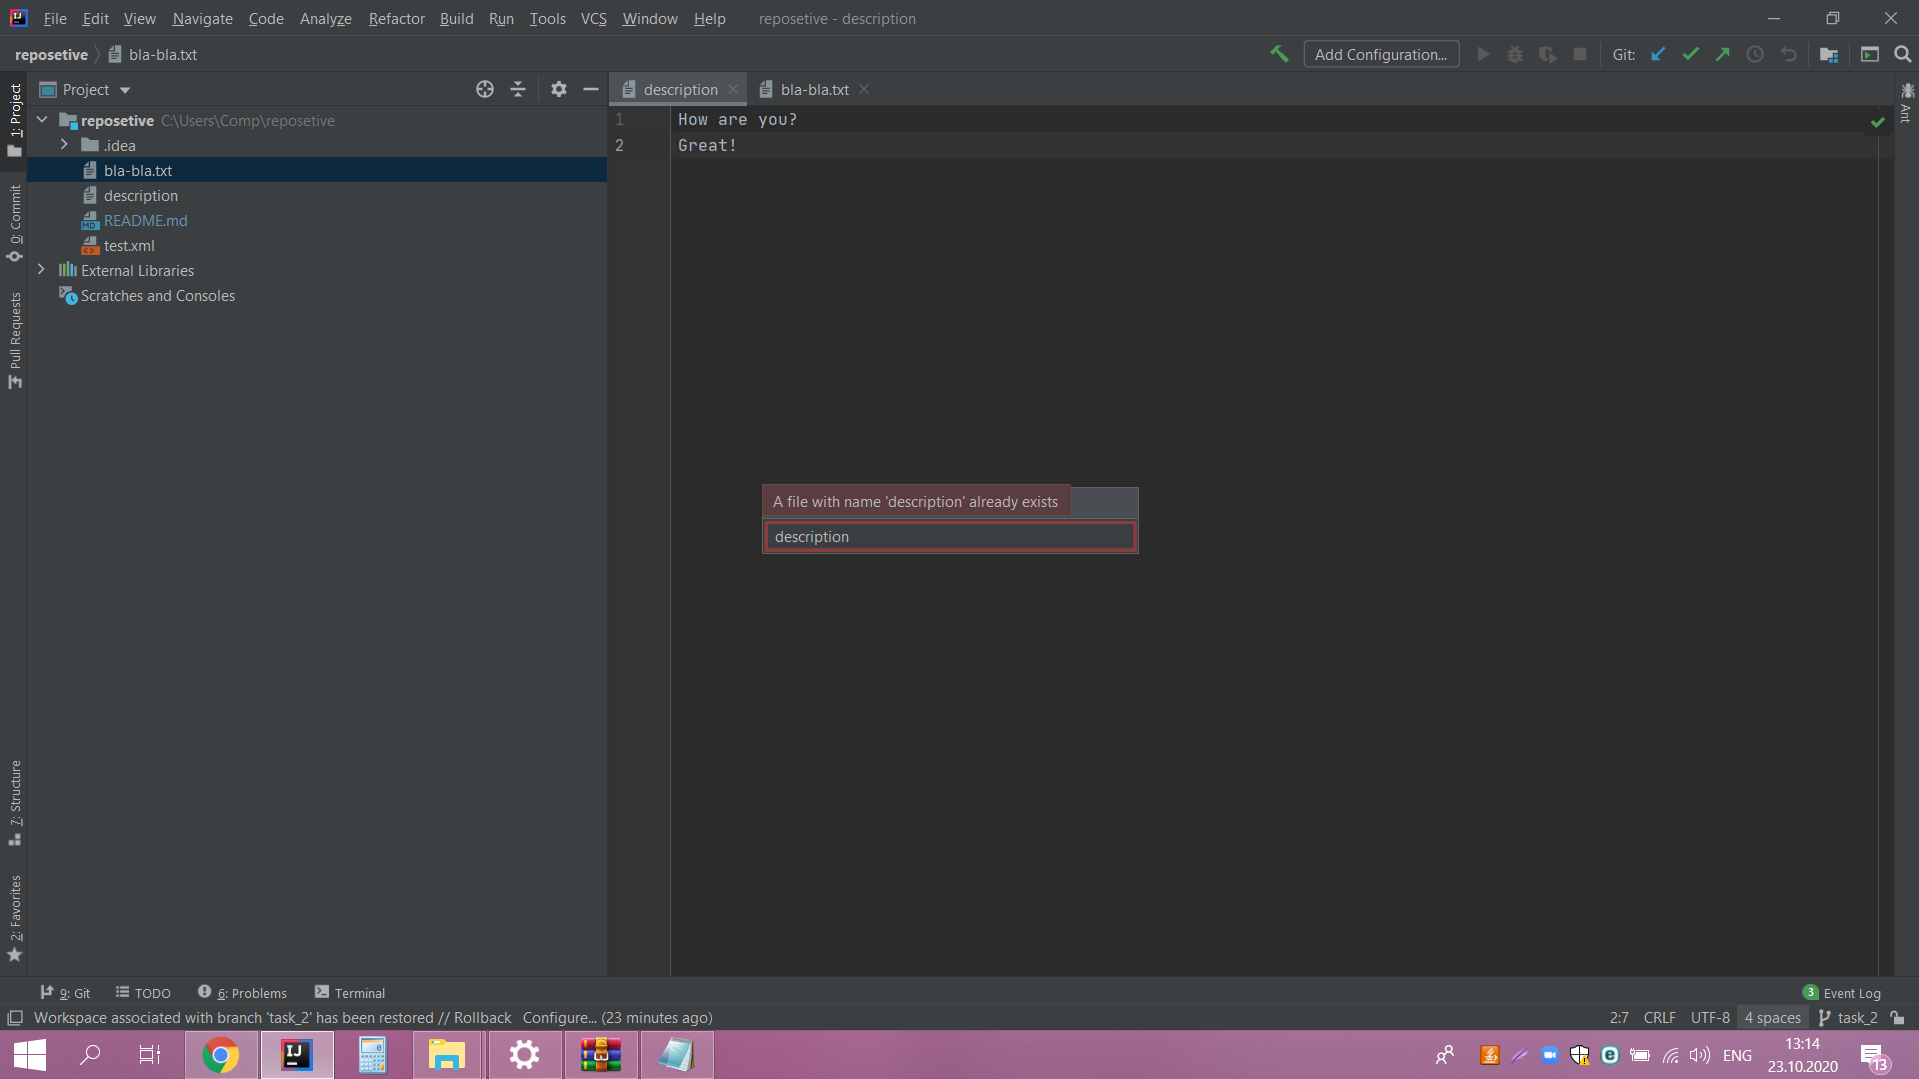 File Edit View Navigate Code Analyze Refactor Build Run Tools VCS Window Help reposetive - description
reposetive bla-bla.txt Add Configuration... Git:
1: Project
0: Commit
Pull Requests
7: Structure
2: Favorites
Project
reposetive C:\Users\Comp\reposetive
.idea
bla-bla.txt
description
README.md
test.xml
External Libraries
Scratches and Consoles
description bla-bla.txt
1 How are you?
2 Great!
A file with name 'description' already exists
description
Ant
9: Git TODO 6: Problems Terminal 3 Event Log
Workspace associated with branch 'task_2' has been restored // Rollback Configure... (23 minutes ago) 2:7 CRLF UTF-8 4 spaces task_2
ENG 13:14
23.10.2020 13